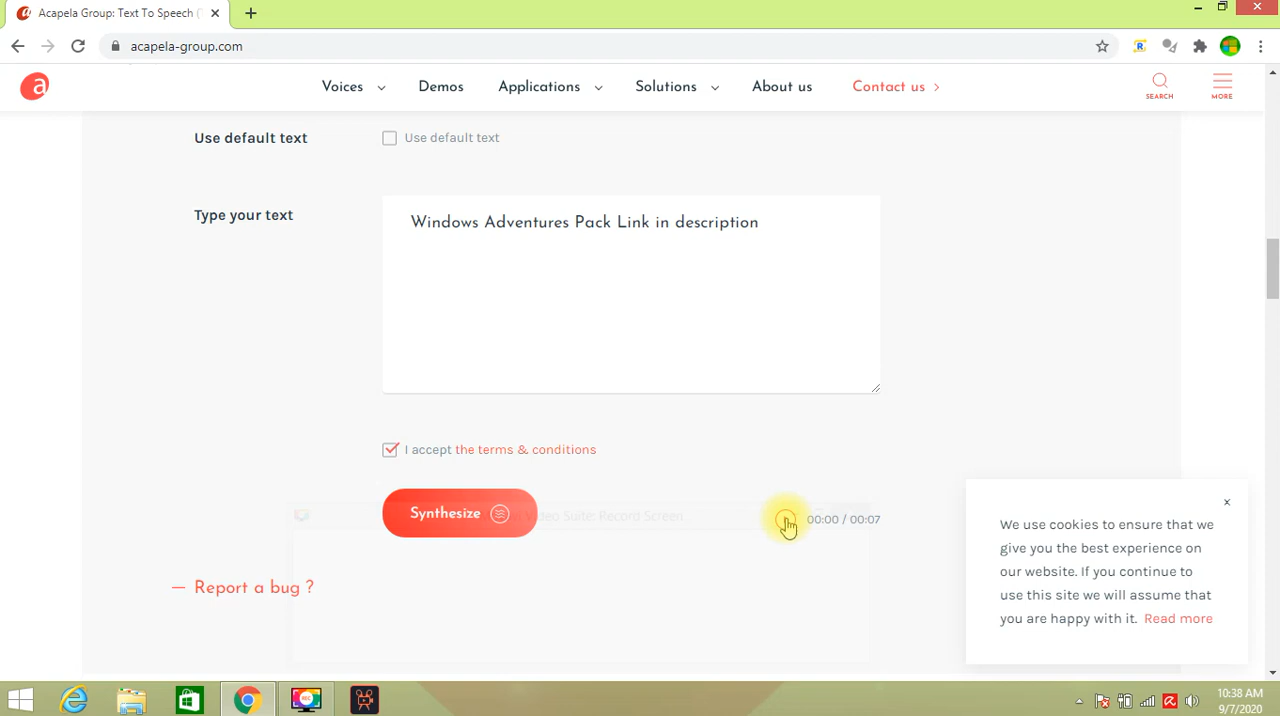 Acapela Group: Text To Speech (
acapela-group.com
Voices
Demos
Applications
Solutions
About us
Contact us
SEARCH
MORE
Use default text
Use default text
Type your text
Windows Adventures Pack Link in description
I accept the terms & conditions
Synthesize
Video Suite: Record Screen
00:00 / 00:07
Report a bug ?
We use cookies to ensure that we
give you the best experience on
our website. If you continue to
use this site we will assume that
you are happy with it. Read more
10:38 AM
9/7/2020